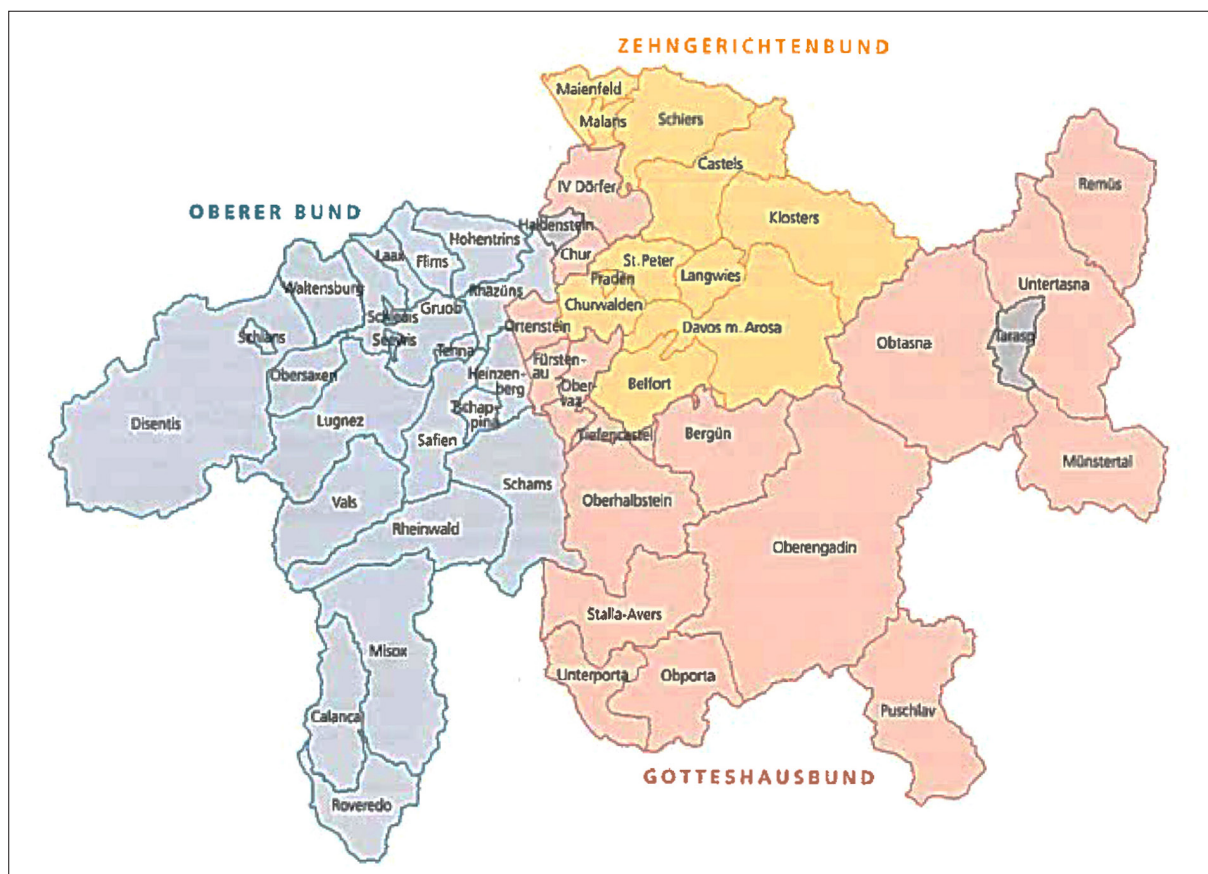 ZEHNGERICHTENBUND
Maienfeld
Malans
Schiers
Castels
IV Dörfer
Remüs
OBERER BUND
Haldenstein
Klosters
Hohentrins
Chur
Laax
Flims
St. Peter
Langwies
Praden
Waltensburg
Rhäzüns
Untertasna
Churwalden
Gruob
Schleuis
Ortenstein
Davos m. Arosa
Schlans
Seewis
Tarasp
Obtasna
Tenna
Fürsten-
au
Obersaxen
Heinzen-
berg
Ober-
vaz
Belfort
Tschap-
pina
Disentis
Lugnez
Safien
Tiefencastel
Bergün
Münstertal
Schams
Oberhalbstein
Vals
Rheinwald
Oberengadin
Stalla-Avers
Misox
Unterporta
Obporta
Calanca
Puschlav
GOTTESHAUSBUND
Roveredo